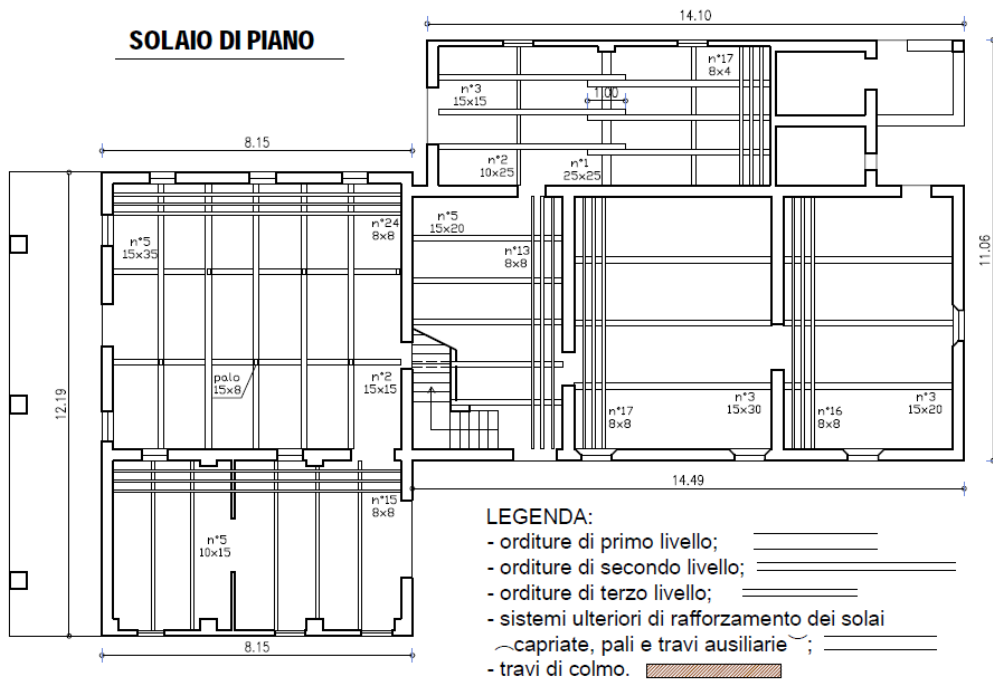 SOLAIO DI PIANO
14.10
n°17
8x4
n°3
15x15
1.00
n°2
10x25
n°1
25x25
8.15
n°5
15x20
n°24
8x8
n°5
15x35
n°13
8x8
11.06
palo
15x8
n°2
15x15
12.19
n°17
8x8
n°3
15x30
n°16
8x8
n°3
15x20
14.49
n°15
8x8
n°5
10x15
8.15
LEGENDA:
- orditure di primo livello;
- orditure di secondo livello;
- orditure di terzo livello;
- sistemi ulteriori di rafforzamento dei solai
(capriate, pali e travi ausiliarie);
- travi di colmo.